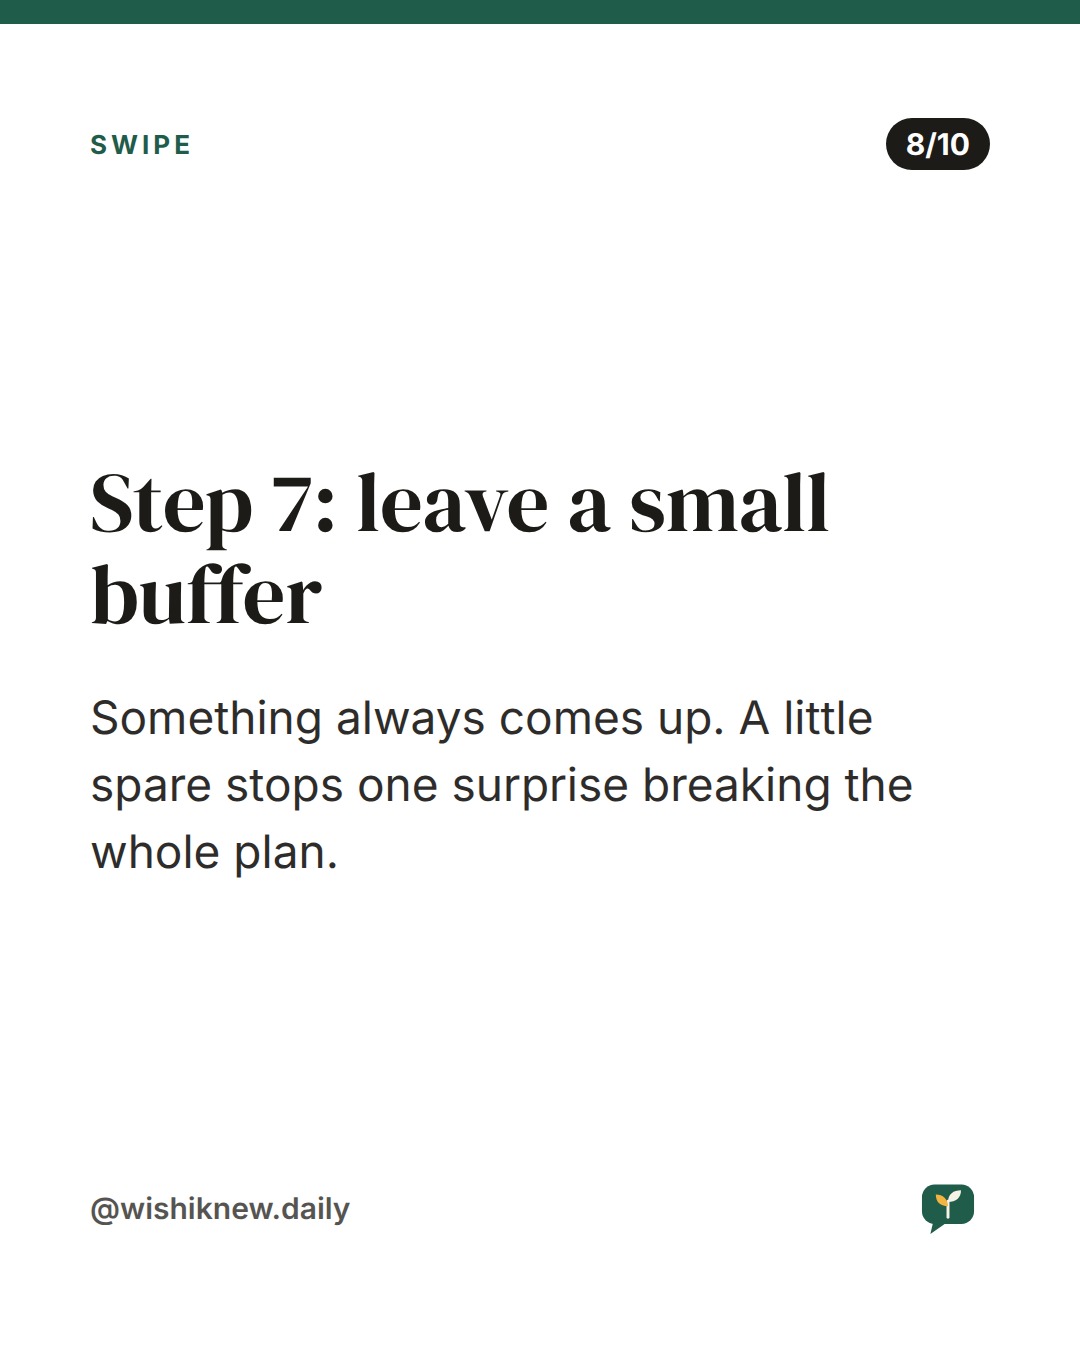 SWIPE
8/10
Step 7: leave a small
buffer
Something always comes up. A little
spare stops one surprise breaking the
whole plan.
@wishiknew.daily